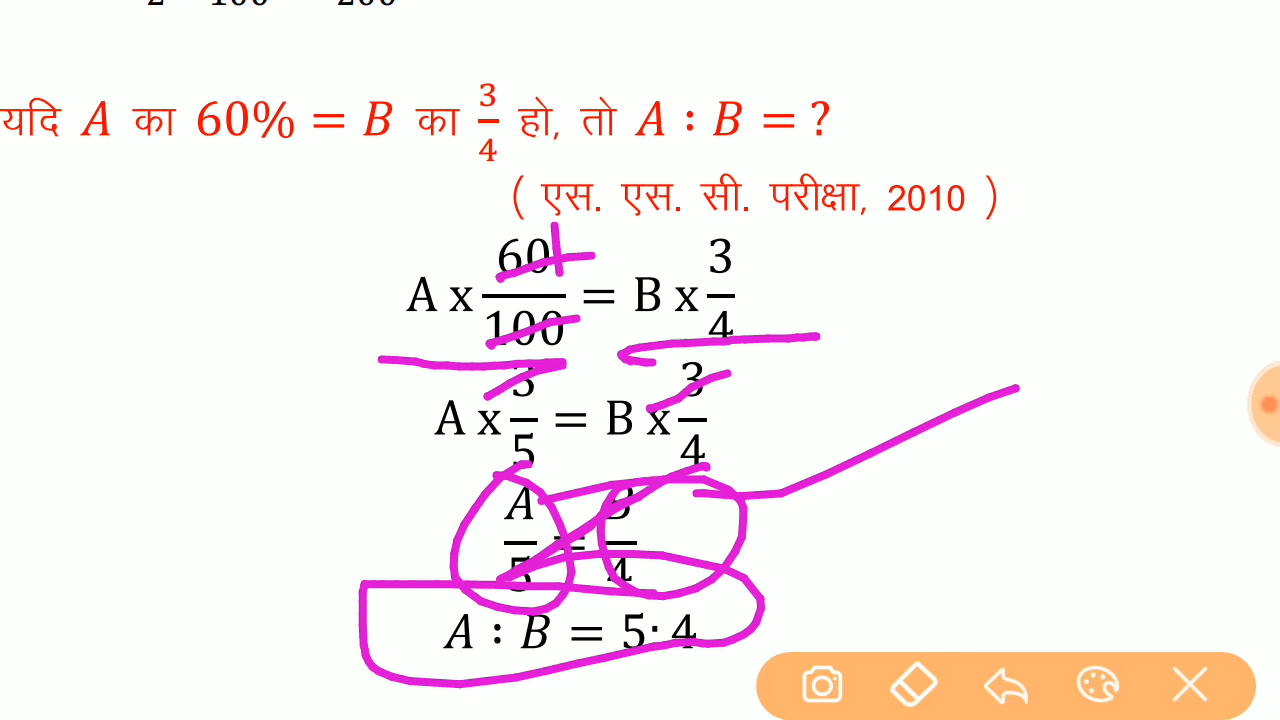 यदि A का 60% = B का 3/4 हो, तो A : B = ?
( एस. एस. सी. परीक्षा, 2010 )
A x 60/100 = B x 3/4
A x 3/5 = B x 3/4
A/5 = B/4
A : B = 5: 4